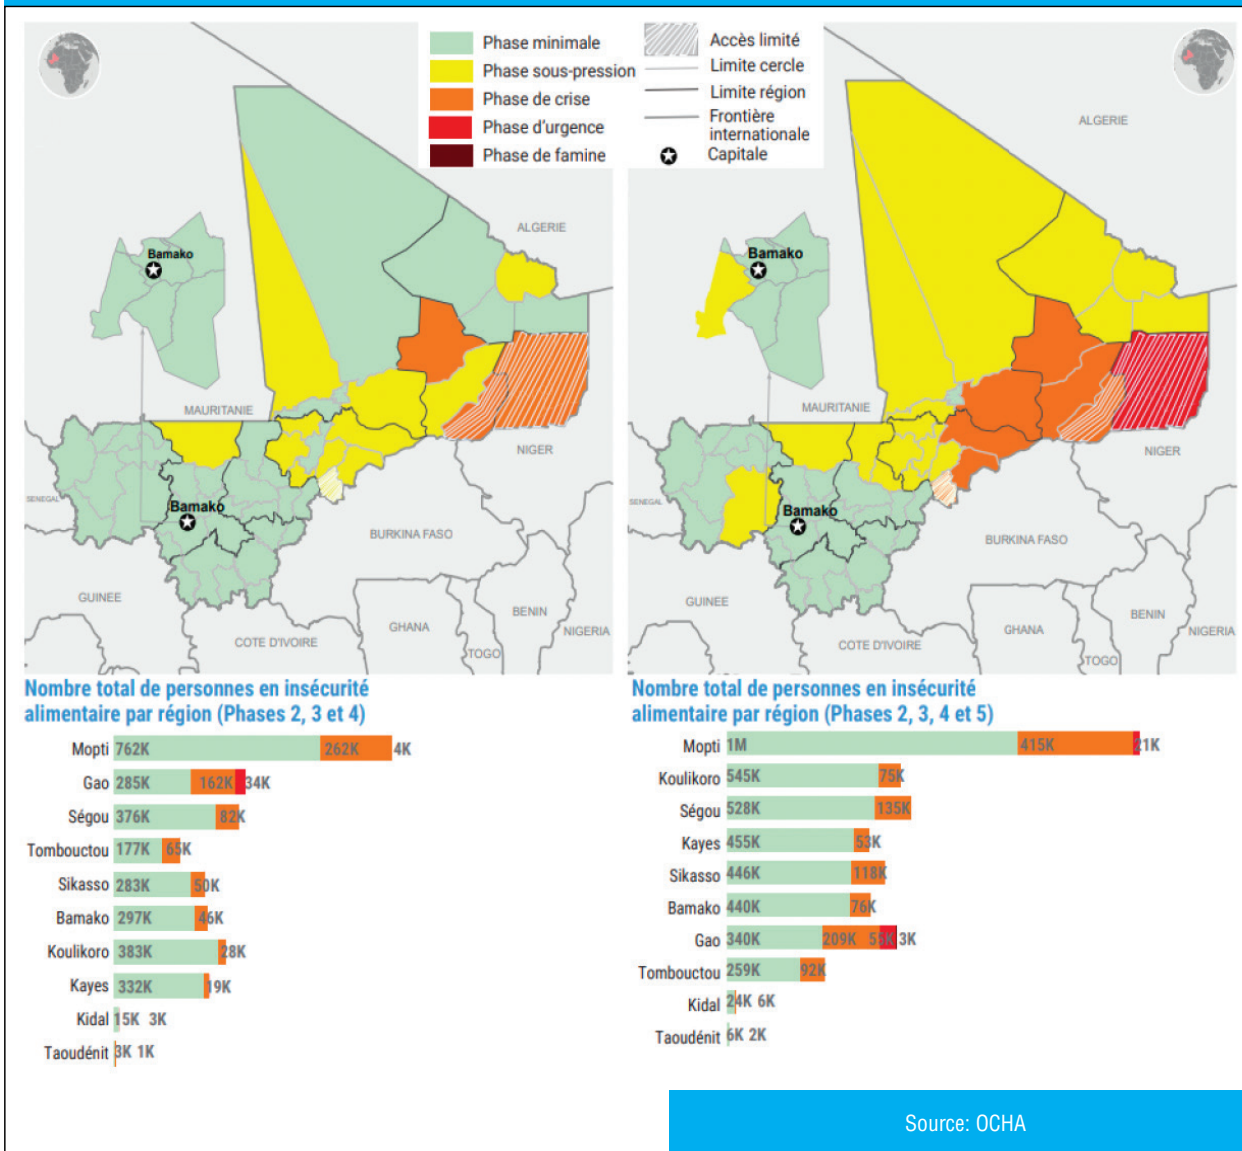 Phase minimale
Phase sous-pression
Phase de crise
Phase d'urgence
Phase de famine
Accès limité
Limite cercle
Limite région
Frontière
internationale
Capitale
ALGERIE
Bamako
MAURITANIE
NIGER
SENEGAL
Bamako
BURKINA FASO
GUINEE
BENIN
GHANA
NIGERIA
COTE D'IVOIRE
TOGO
ALGERIE
Bamako
MAURITANIE
NIGER
SENEGAL
Bamako
BURKINA FASO
GUINEE
BENIN
GHANA
NIGERIA
COTE D'IVOIRE
TOGO
Nombre total de personnes en insécurité
alimentaire par région (Phases 2, 3 et 4)
Mopti 762K 262K 4K
Gao 285K 162K 34K
Ségou 376K 82K
Tombouctou 177K 65K
Sikasso 283K 50K
Bamako 297K 46K
Koulikoro 383K 28K
Kayes 332K 19K
Kidal 15K 3K
Taoudénit 3K 1K
Nombre total de personnes en insécurité
alimentaire par région (Phases 2, 3, 4 et 5)
Mopti 1M 415K 21K
Koulikoro 545K 75K
Ségou 528K 135K
Kayes 455K 53K
Sikasso 446K 118K
Bamako 440K 76K
Gao 340K 209K 3K
Tombouctou 259K 92K
Kidal 24K 6K
Taoudénit 6K 2K
Source: OCHA